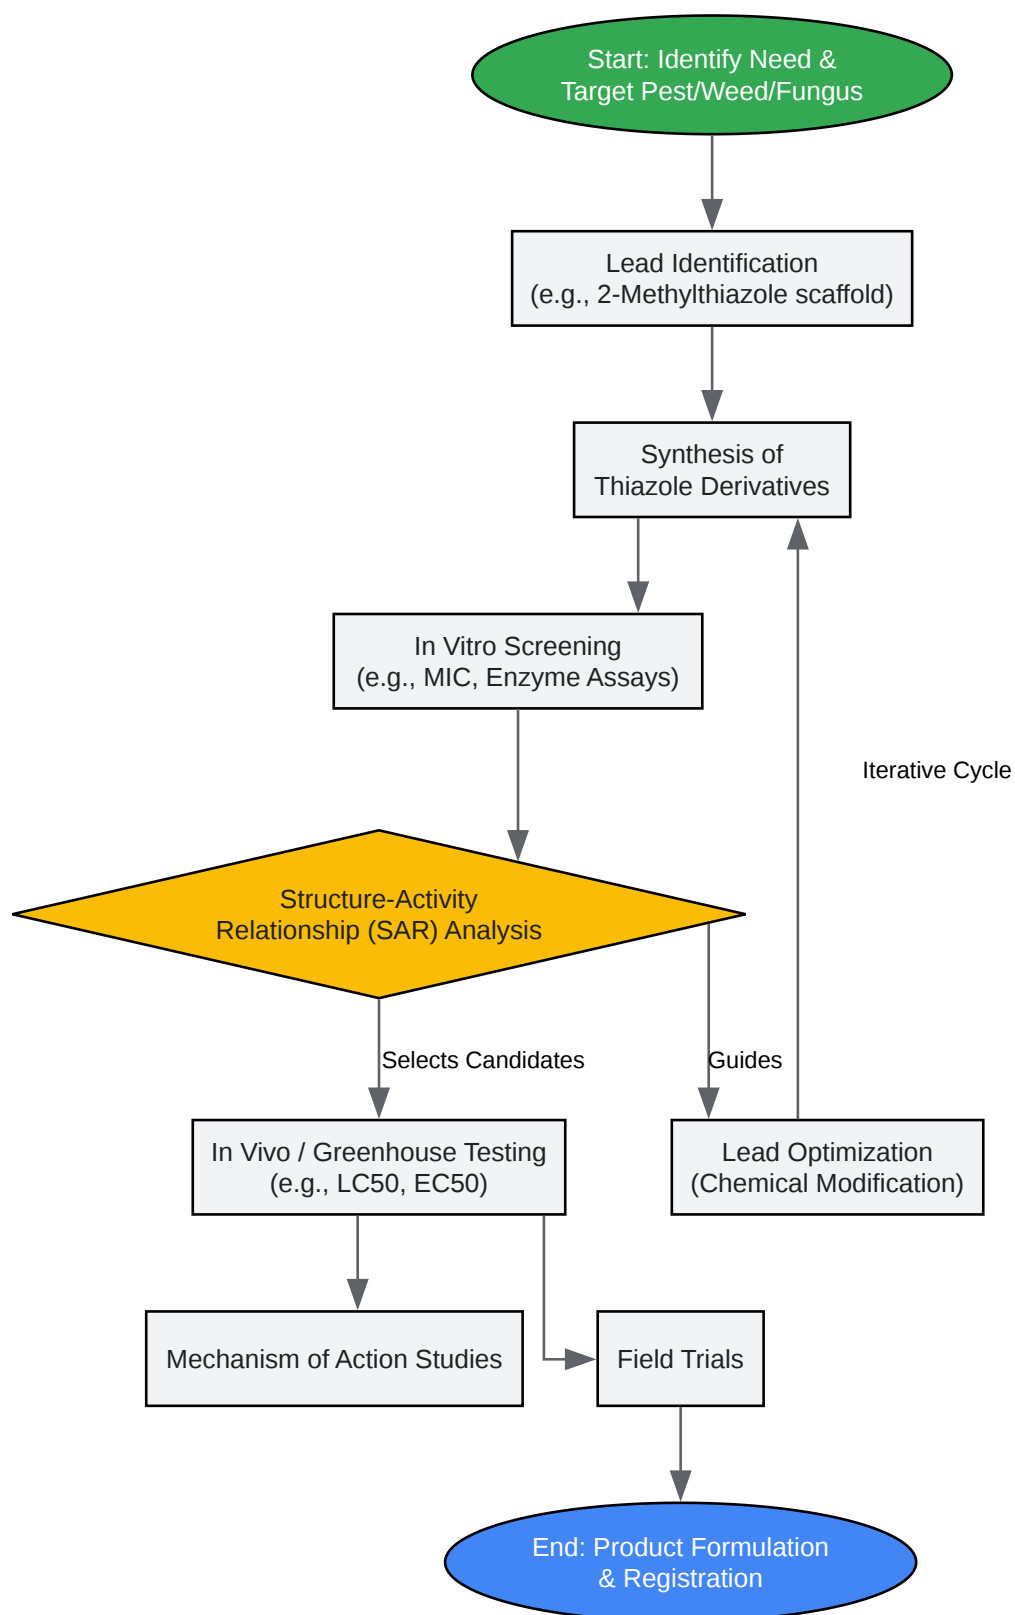 Start: Identify Need &
Target Pest/Weed/Fungus
Lead Identification
(e.g., 2-Methylthiazole scaffold)
Synthesis of
Thiazole Derivatives
In Vitro Screening
(e.g., MIC, Enzyme Assays)
Iterative Cycle
Structure-Activity
Relationship (SAR) Analysis
Selects Candidates
Guides
In Vivo / Greenhouse Testing
(e.g., LC50, EC50)
Lead Optimization
(Chemical Modification)
Mechanism of Action Studies
Field Trials
End: Product Formulation
& Registration